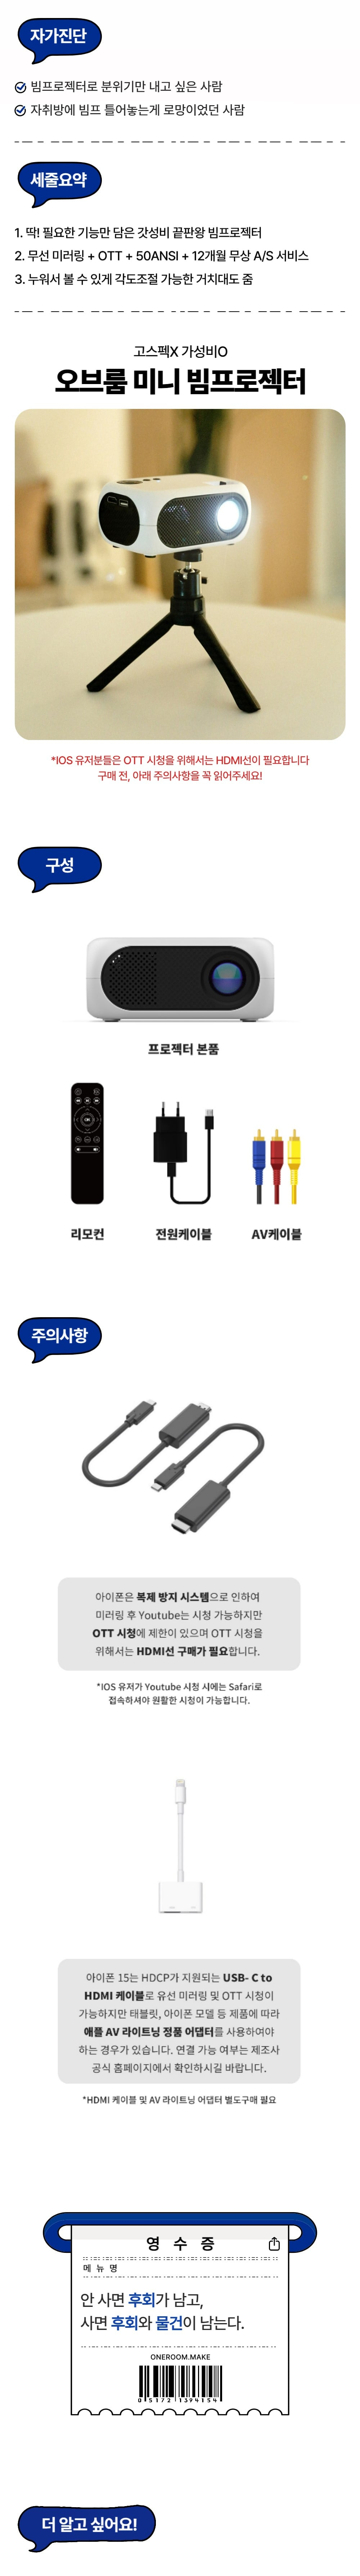 자가진단
빔프로젝터로 분위기만 내고 싶은 사람
자취방에 빔프 틀어놓는게 로망이었던 사람
세줄요약
1. 딱! 필요한 기능만 담은 갓성비 끝판왕 빔프로젝터
2. 무선 미러링 + OTT + 50ANSI + 12개월 무상 A/S 서비스
3. 누워서 볼 수 있게 각도조절 가능한 거치대도 줌
고스펙X 가성비O
오브룸 미니 빔프로젝터
*IOS 유저분들은 OTT 시청을 위해서는 HDMI선이 필요합니다
구매 전, 아래 주의사항을 꼭 읽어주세요!
구성
프로젝터 본품
리모컨 전원케이블 AV케이블
주의사항
아이폰은 복제 방지 시스템으로 인하여
미러링 후 Youtube는 시청 가능하지만
OTT 시청에 제한이 있으며 OTT 시청을
위해서는 HDMI선 구매가 필요합니다.
*IOS 유저가 Youtube 시청 시에는 Safari로
접속하셔야 원활한 시청이 가능합니다.
아이폰 15는 HDCP가 지원되는 USB- C to
HDMI 케이블로 유선 미러링 및 OTT 시청이
가능하지만 태블릿, 아이폰 모델 등 제품에 따라
애플 AV 라이트닝 정품 어댑터를 사용하여야
하는 경우가 있습니다. 연결 가능 여부는 제조사
공식 홈페이지에서 확인하시길 바랍니다.
*HDMI 케이블 및 AV 라이트닝 어댑터 별도구매 필요
영 수 증
메 뉴 명
안 사면 후회가 남고,
사면 후회와 물건이 남는다.
ONEROOM.MAKE
0 5172 1394154
더 알고 싶어요!